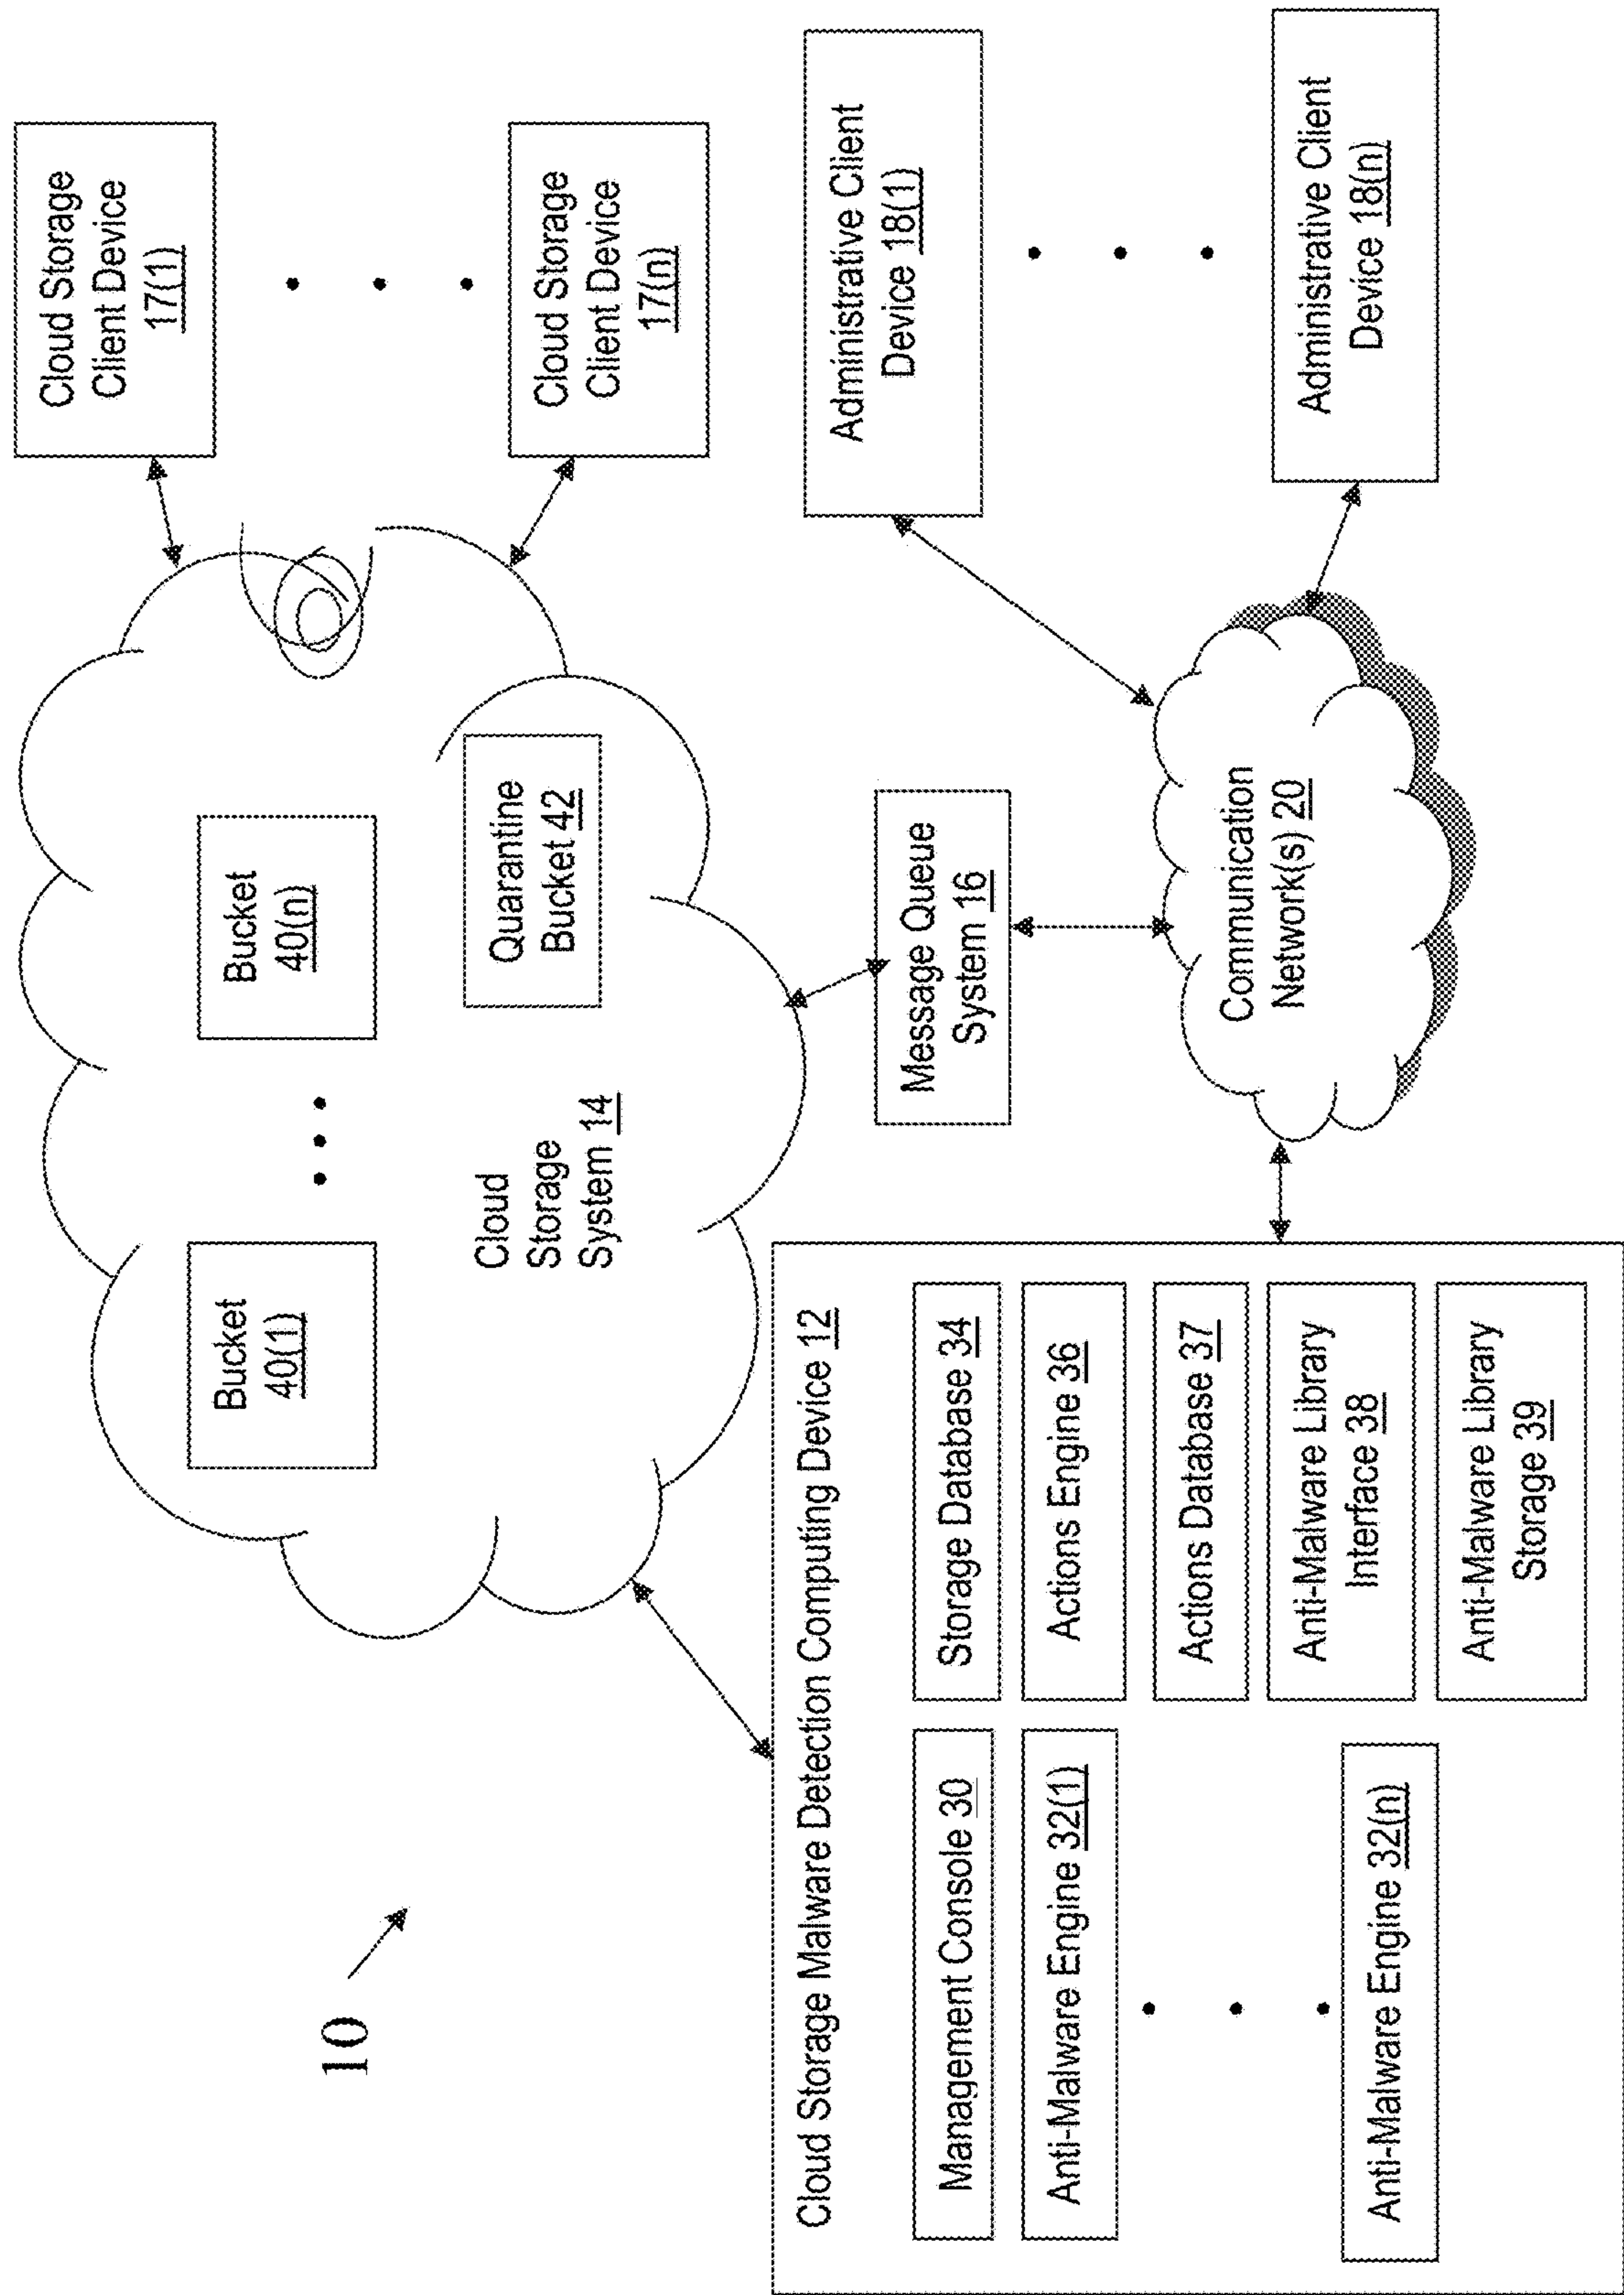 10
Cloud Storage Malware Detection Computing Device 12
Management Console 30
Anti-Malware Engine 32(1)
Anti-Malware Engine 32(n)
Storage Database 34
Actions Engine 36
Actions Database 37
Anti-Malware Library
Interface 38
Anti-Malware Library
Storage 39
Bucket
40(1)
Bucket
40(n)
Cloud
Storage
System 14
Quarantine
Bucket 42
Message Queue
System 16
Communication
Network(s) 20
Cloud Storage
Client Device
17(1)
Cloud Storage
Client Device
17(n)
Administrative Client
Device 18(1)
Administrative Client
Device 18(n)